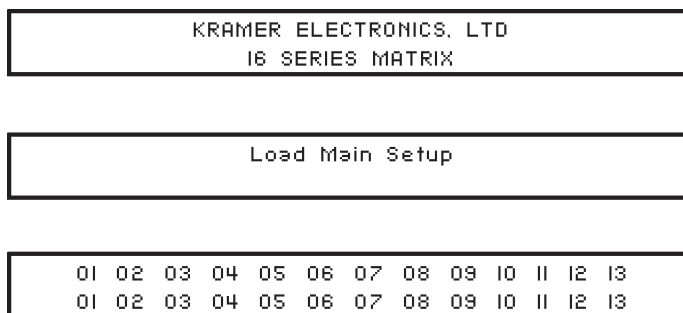 KRAMER ELECTRONICS, LTD
16 SERIES MATRIX
Load Main Setup
01 02 03 04 05 06 07 08 09 10 11 12 13
01 02 03 04 05 06 07 08 09 10 11 12 13